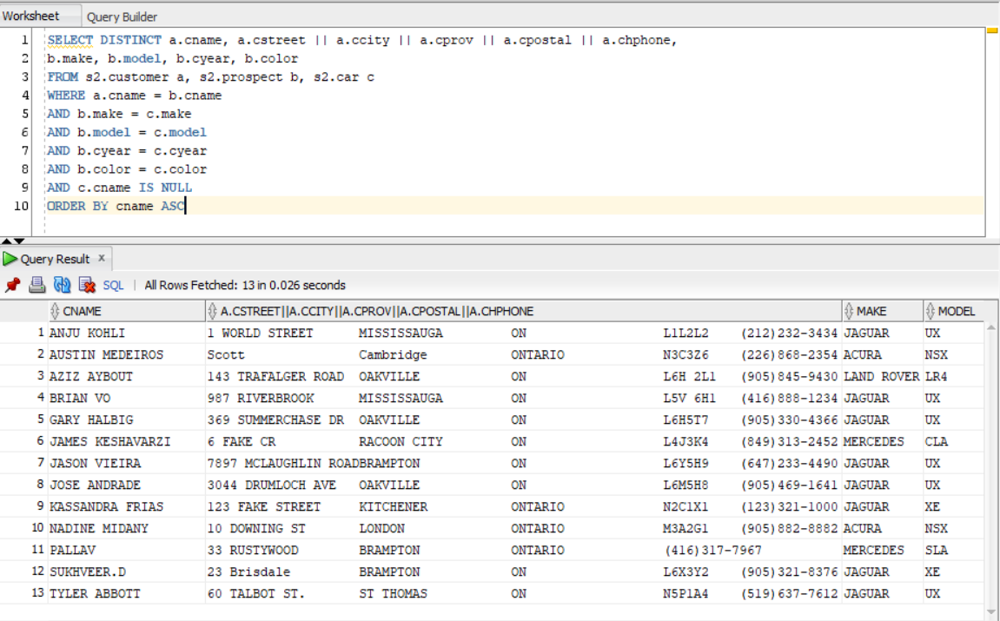 Worksheet Query Builder
1 SELECT DISTINCT a.cname, a.cstreet || a.ccity || a.cprov || a.cpostal || a.chphone,
2 b.make, b.model, b.cyear, b.color
3 FROM s2.customer a, s2.prospect b, s2.car c
4 WHERE a.cname = b.cname
5 AND b.make = c.make
6 AND b.model = c.model
7 AND b.cyear = c.cyear
8 AND b.color = c.color
9 AND c.cname IS NULL
10 ORDER BY cname ASC
Query Result x
SQL | All Rows Fetched: 13 in 0.026 seconds
CNAME A.CSTREET||A.CCITY||A.CPROV||A.CPOSTAL||A.CHPHONE MAKE MODEL
1 ANJU KOHLI 1 WORLD STREET MISSISSAUGA ON L1L2L2 (212)232-3434 JAGUAR UX
2 AUSTIN MEDEIROS Scott Cambridge ONTARIO N3C3Z6 (226)868-2354 ACURA NSX
3 AZIZ AYBOUT 143 TRAFALGER ROAD OAKVILLE ON L6H 2L1 (905)845-9430 LAND ROVER LR4
4 BRIAN VO 987 RIVERBROOK MISSISSAUGA ON L5V 6H1 (416)888-1234 JAGUAR UX
5 GARY HALBIG 369 SUMMERCHASE DR OAKVILLE ON L6H5T7 (905)330-4366 JAGUAR UX
6 JAMES KESHAVARZI 6 FAKE CR RACOON CITY ON L4J3K4 (849)313-2452 MERCEDES CLA
7 JASON VIEIRA 7897 MCLAUGHLIN ROADBRAMPTON ON L6Y5H9 (647)233-4490 JAGUAR UX
8 JOSE ANDRADE 3044 DRUMLOCH AVE OAKVILLE ON L6M5H8 (905)469-1641 JAGUAR UX
9 KASSANDRA FRIAS 123 FAKE STREET KITCHENER ONTARIO N2C1X1 (123)321-1000 JAGUAR XE
10 NADINE MIDANY 10 DOWNING ST LONDON ONTARIO M3A2G1 (905)882-8882 ACURA NSX
11 PALLAV 33 RUSTYWOOD BRAMPTON ONTARIO (416)317-7967 MERCEDES SLA
12 SUKHVEER.D 23 Brisdale BRAMPTON ON L6X3Y2 (905)321-8376 JAGUAR XE
13 TYLER ABBOTT 60 TALBOT ST. ST THOMAS ON N5P1A4 (519)637-7612 JAGUAR UX